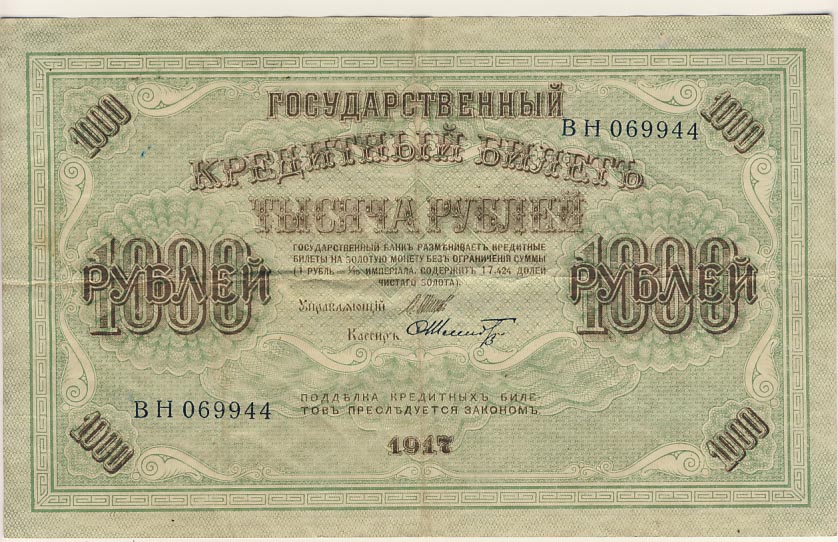 1000
1000
ГОСУДАРСТВЕННЫЙ
ВН 069944
КРЕДИТНЫЙ БИЛЕТЪ
ТЫСЯЧА РУБЛЕЙ
ГОСУДАРСТВЕННЫЙ БАНКЪ РАЗМѢНИВАЕТЪ КРЕДИТНЫЕ
БИЛЕТЫ НА ЗОЛОТУЮ МОНЕТУ БЕЗЪ ОГРАНИЧЕНІЯ СУММЫ
(1 РУБЛЬ = 1/15 ИМПЕРІАЛА, СОДЕРЖИТЪ 17,424 ДОЛЕЙ
ЧИСТАГО ЗОЛОТА).
1000 РУБЛЕЙ
1000 РУБЛЕЙ
Управляющій
Кассиръ
ПОДДѢЛКА КРЕДИТНЫХЪ БИЛЕ-
ТОВЪ ПРЕСЛѢДУЕТСЯ ЗАКОНОМЪ.
ВН 069944
1917
1000
1000